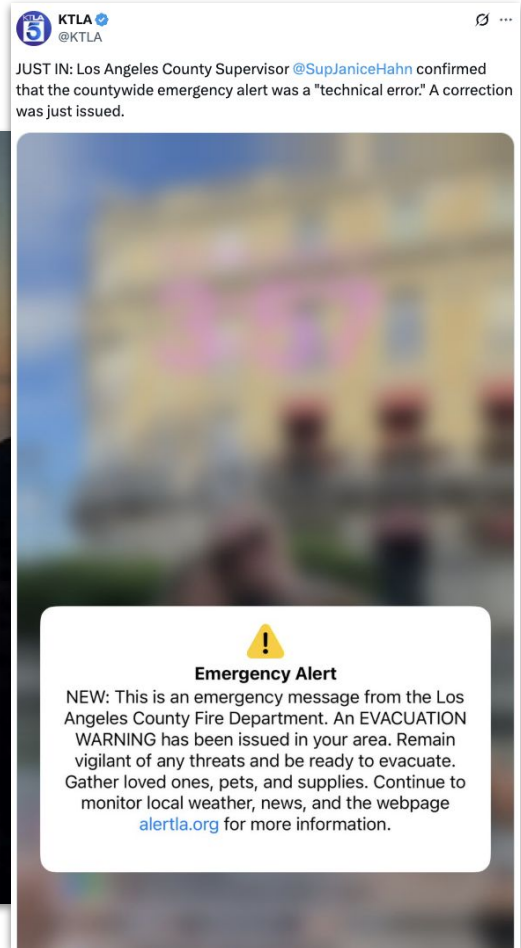 KTLA
@KTLA
JUST IN: Los Angeles County Supervisor @SupJaniceHahn confirmed
that the countywide emergency alert was a "technical error." A correction
was just issued.
Emergency Alert
NEW: This is an emergency message from the Los
Angeles County Fire Department. An EVACUATION
WARNING has been issued in your area. Remain
vigilant of any threats and be ready to evacuate.
Gather loved ones, pets, and supplies. Continue to
monitor local weather, news, and the webpage
alertla.org for more information.